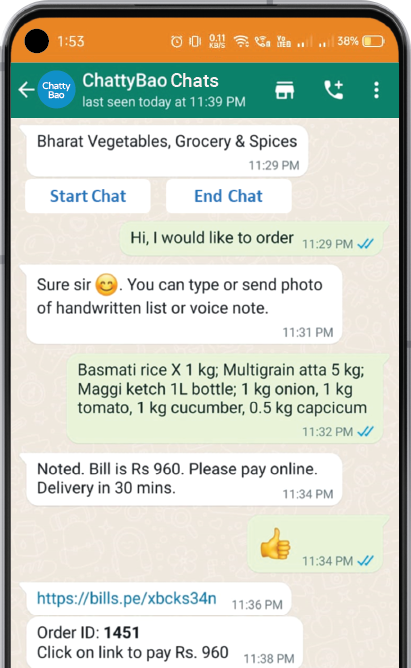 1:53
0.11
KB/S
38%
Chatty
Bao
ChattyBao Chats
last seen today at 11:39 PM
Bharat Vegetables, Grocery & Spices
11:29 PM
Start Chat
End Chat
Hi, I would like to order
11:29 PM
Sure sir 😊. You can type or send photo
of handwritten list or voice note.
11:31 PM
Basmati rice X 1 kg; Multigrain atta 5 kg;
Maggi ketch 1L bottle; 1 kg onion, 1 kg
tomato, 1 kg cucumber, 0.5 kg capcicum
11:32 PM
Noted. Bill is Rs 960. Please pay online.
Delivery in 30 mins.
11:34 PM
👍
11:34 PM
https://bills.pe/xbcks34n
11:36 PM
Order ID: 1451
Click on link to pay Rs. 960
11:38 PM